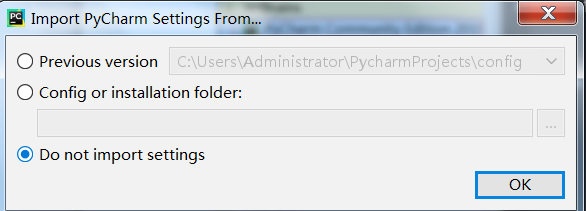 PC
Import PyCharm Settings From...
Previous version
C:\Users\Administrator\PycharmProjects\config
Config or installation folder:
...
Do not import settings
OK